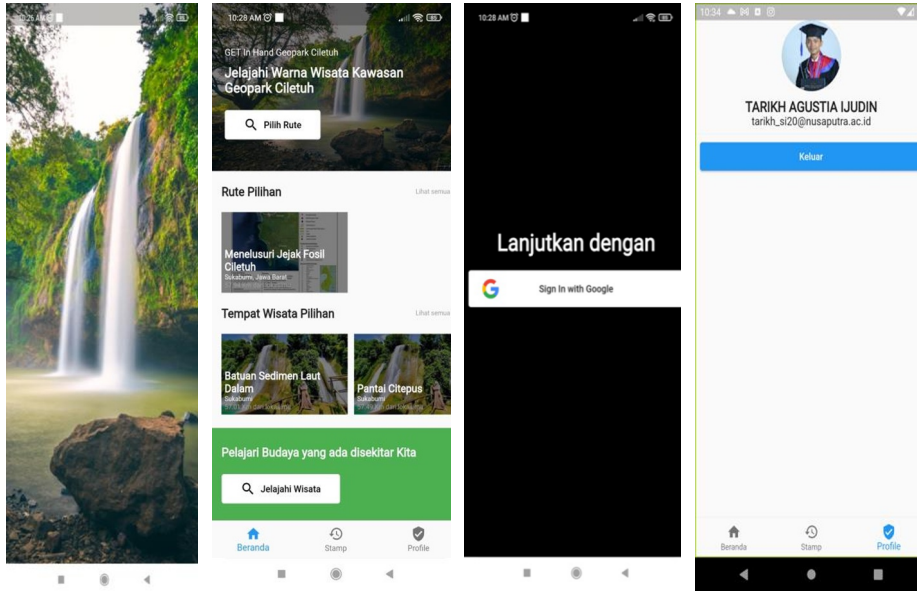 10:28 AM
GET In Hand Geopark Ciletuh
Jelajahi Warna Wisata Kawasan
Geopark Ciletuh
Pilih Rute
Rute Pilihan
Lihat semua
Menelusuri Jejak Fosil
Ciletuh
Sukabumi, Jawa Barat
Tempat Wisata Pilihan
Lihat semua
Batuan Sedimen Laut
Dalam
Sukabumi
Pantai Citepus
Sukabumi
Pelajari Budaya yang ada disekitar Kita
Jelajahi Wisata
Beranda
Stamp
Profile
10:28 AM
Lanjutkan dengan
Sign In with Google
10:34
TARIKH AGUSTIA IJUDIN
tarikh_si20@nusaputra.ac.id
Keluar
Beranda
Stamp
Profile